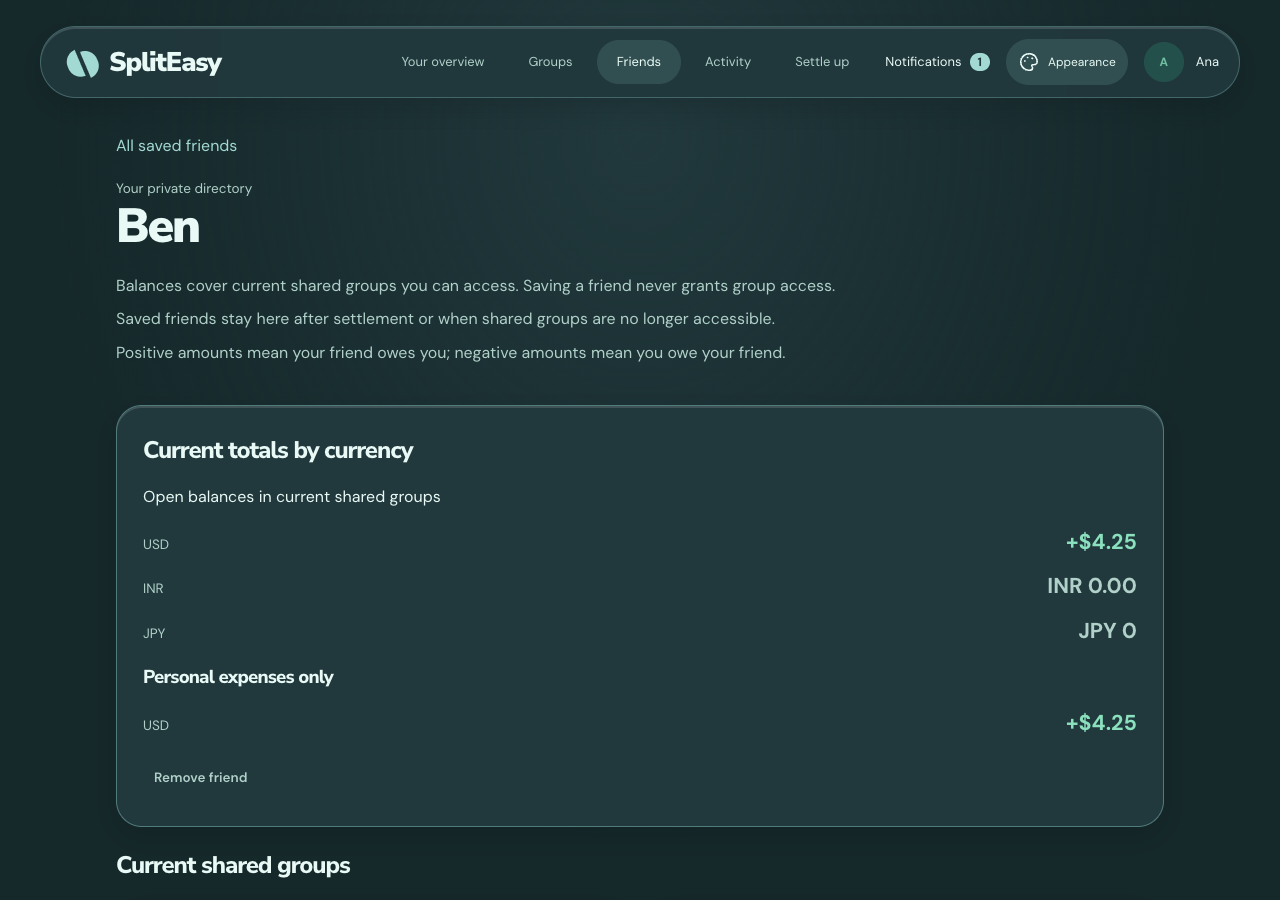 SplitEasy
Your overview
Groups
Friends
Activity
Settle up
Notifications 1
Appearance
A
Ana
All saved friends
Your private directory
Ben
Balances cover current shared groups you can access. Saving a friend never grants group access.
Saved friends stay here after settlement or when shared groups are no longer accessible.
Positive amounts mean your friend owes you; negative amounts mean you owe your friend.
Current totals by currency
Open balances in current shared groups
USD +$4.25
INR INR 0.00
JPY JPY 0
Personal expenses only
USD +$4.25
Remove friend
Current shared groups